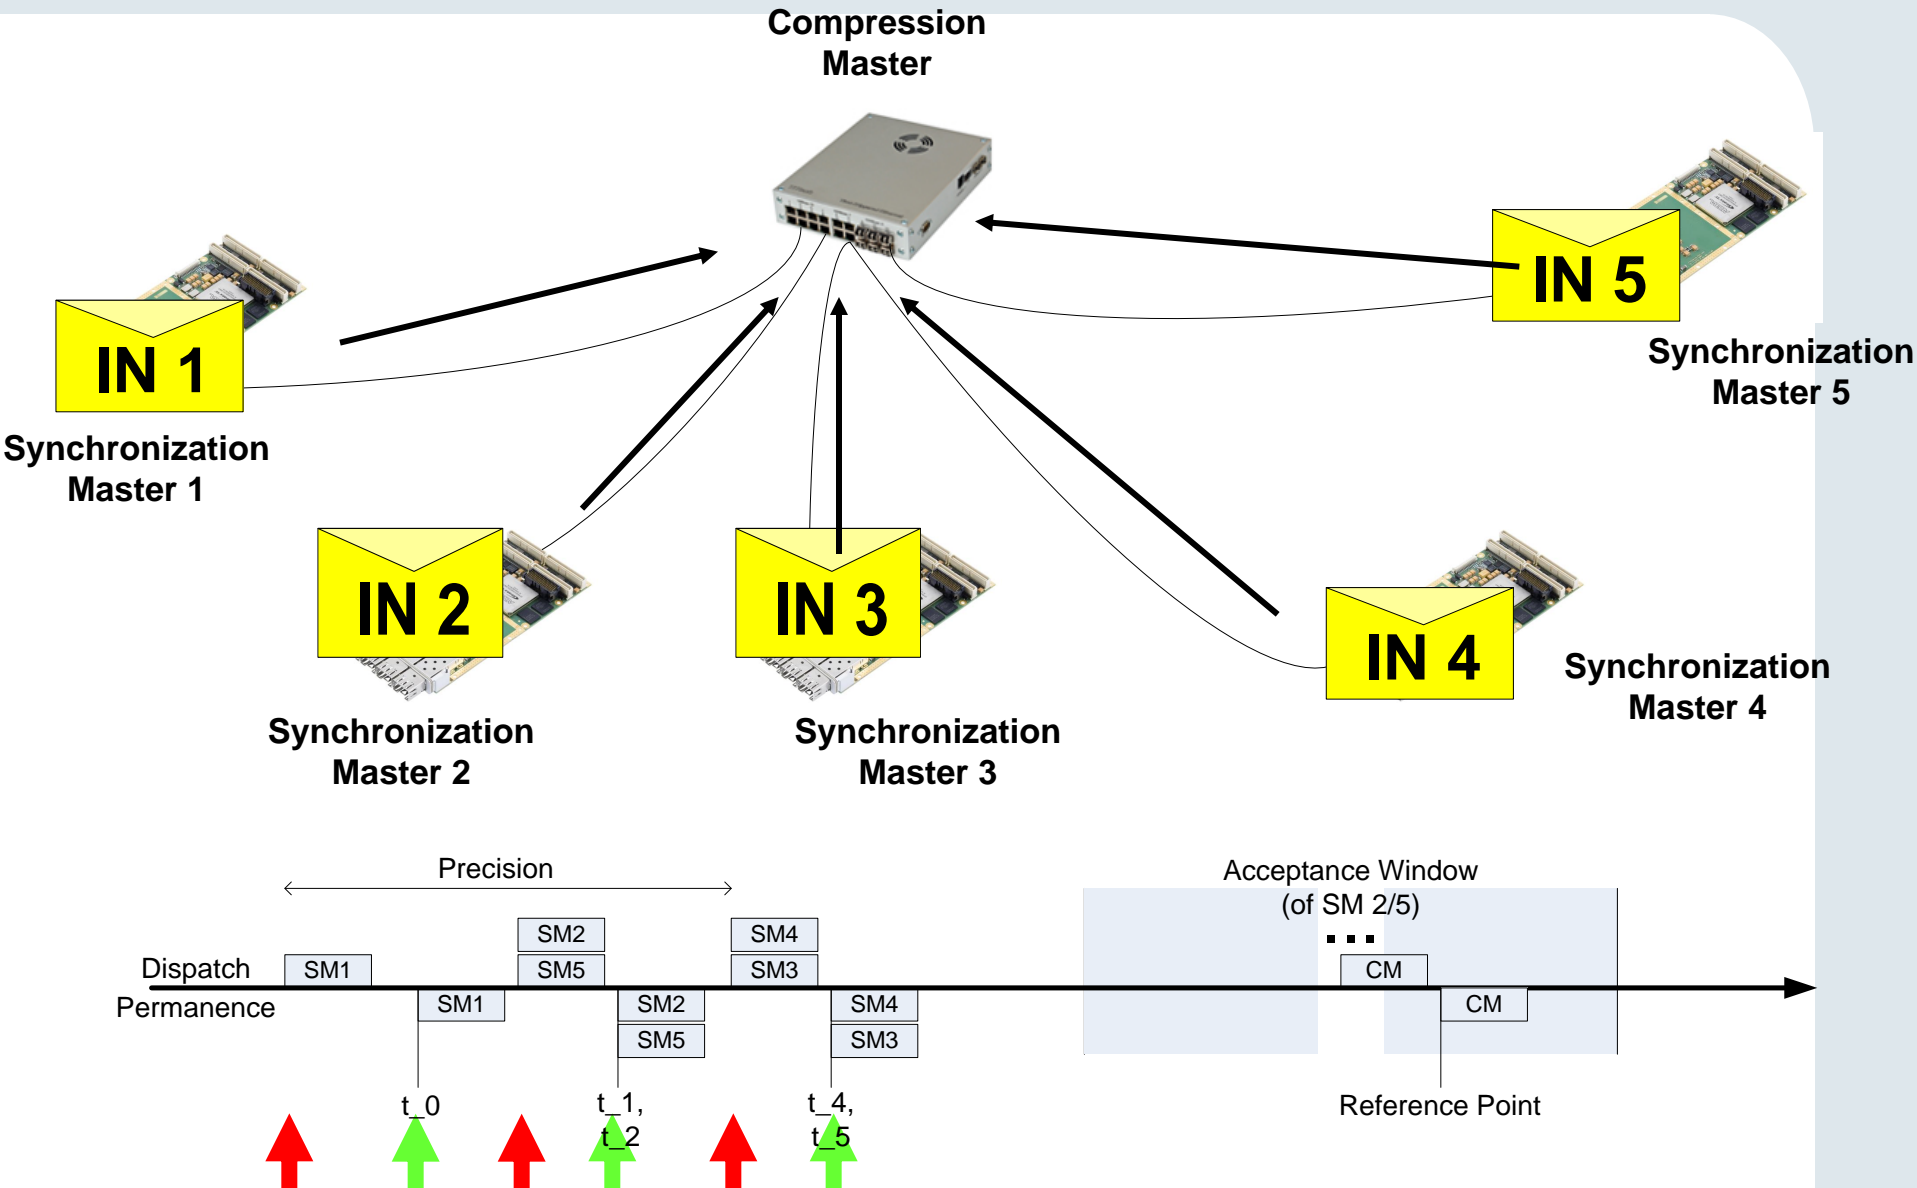 Compression
Master
IN 1
IN 5
Synchronization
Master 5
Synchronization
Master 1
IN 2
IN 3
IN 4
Synchronization
Master 4
Synchronization
Master 2
Synchronization
Master 3
Precision
Acceptance Window
(of SM 2/5)
SM2
SM4
Dispatch
SM1
SM5
SM3
CM
Permanence
SM1
SM2
SM4
CM
SM5
SM3
t_0
t_1,
t_2
t_4,
t_5
Reference Point